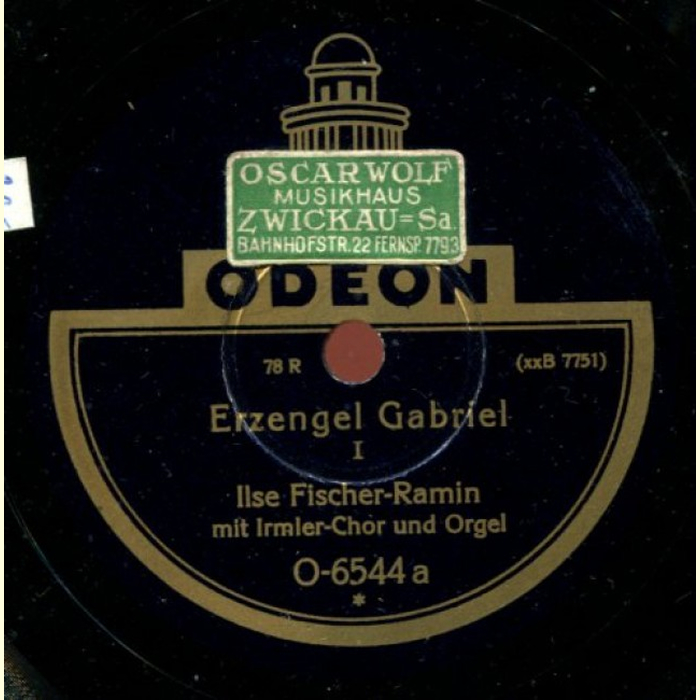 OSCAR WOLF
MUSIKHAUS
ZWICKAU=Sa.
BAHNHOFSTR. 22 FERNSP. 7793
ODEON
78 R
(xxB 7751)
Erzengel Gabriel
I
Ilse Fischer-Ramin
mit Irmler-Chor und Orgel
O-6544 a
*